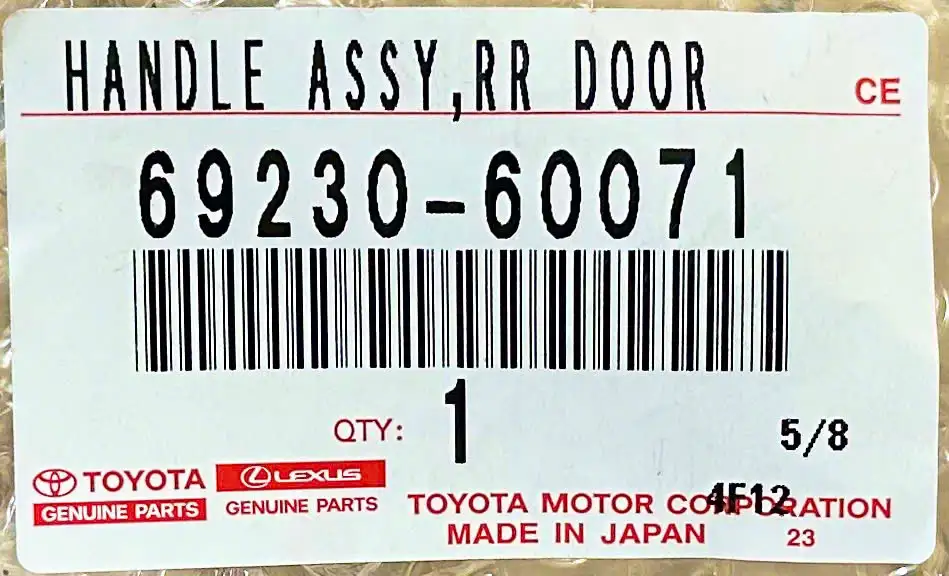 HANDLE ASSY,RR DOOR
CE
69230-60071
QTY: 1
5/8
TOYOTA
GENUINE PARTS
LEXUS
GENUINE PARTS
4F12
TOYOTA MOTOR CORPORATION
MADE IN JAPAN
23